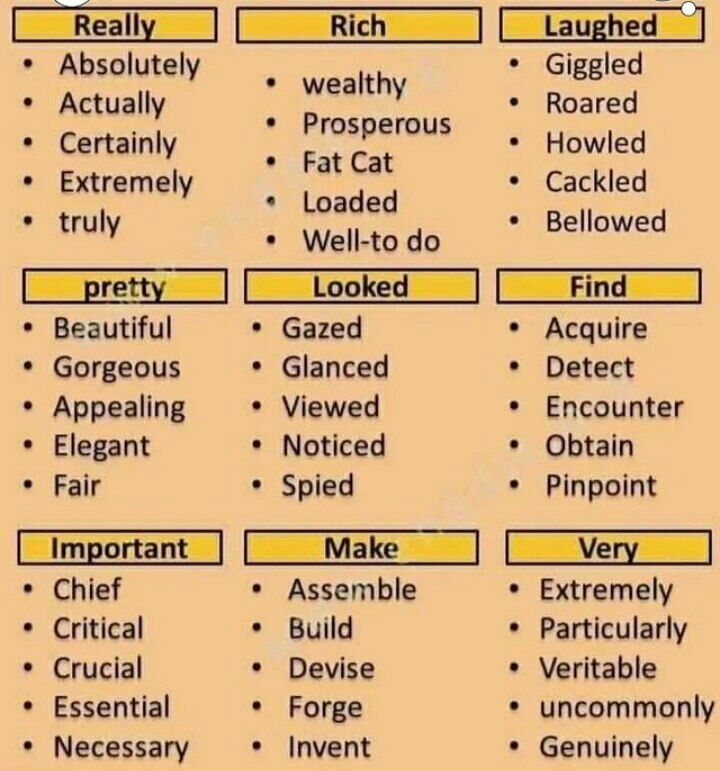 Really
• Absolutely
• Actually
• Certainly
• Extremely
• truly
Rich
• wealthy
• Prosperous
• Fat Cat
• Loaded
• Well-to do
Laughed
• Giggled
• Roared
• Howled
• Cackled
• Bellowed
pretty
• Beautiful
• Gorgeous
• Appealing
• Elegant
• Fair
Looked
• Gazed
• Glanced
• Viewed
• Noticed
• Spied
Find
• Acquire
• Detect
• Encounter
• Obtain
• Pinpoint
Important
• Chief
• Critical
• Crucial
• Essential
• Necessary
Make
• Assemble
• Build
• Devise
• Forge
• Invent
Very
• Extremely
• Particularly
• Veritable
• uncommonly
• Genuinely